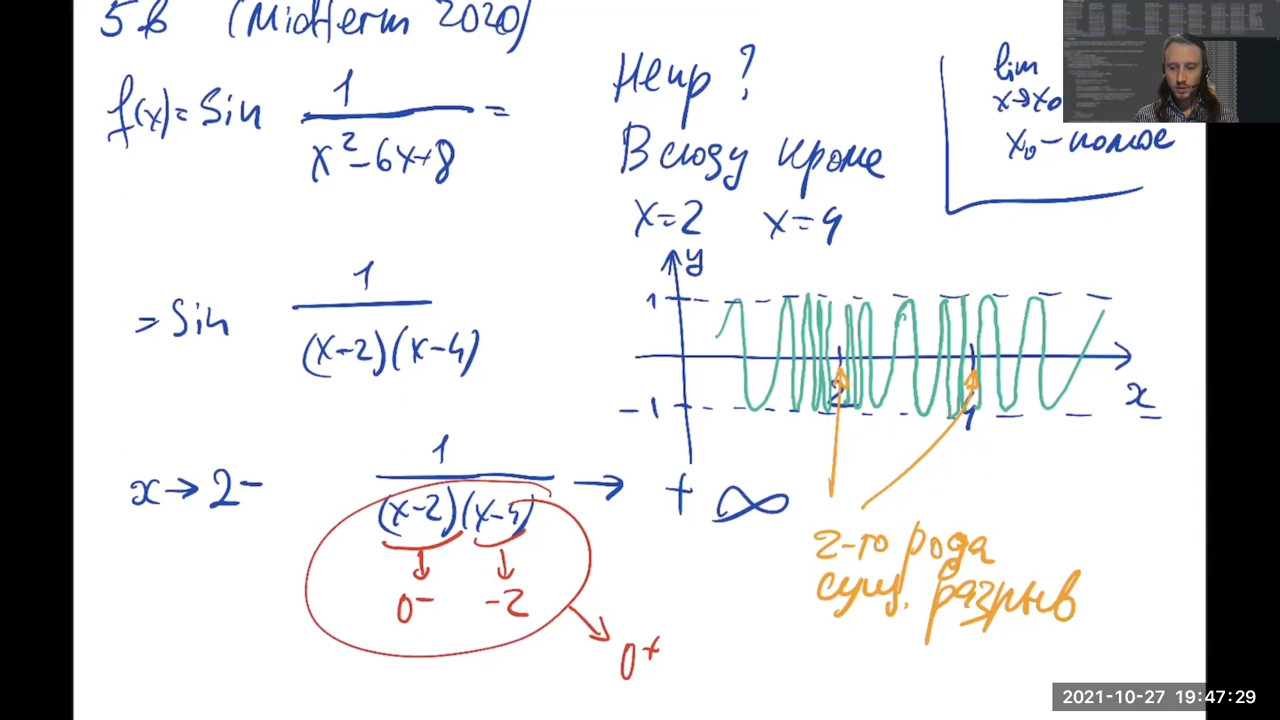 5в (Midterm 2020)
f(x) = Sin 1/(x²-6x+8) =
Непр?
Всюду кроме
x=2 x=4
lim
x→x₀
x₀ - полюс
= Sin 1/((x-2)(x-4))
y
1
-1
2
4
x
x → 2- 1/((x-2)(x-4)) → + ∞
0- -2
0+
2-го рода
сущ. разрыв
2021-10-27 19:47:29